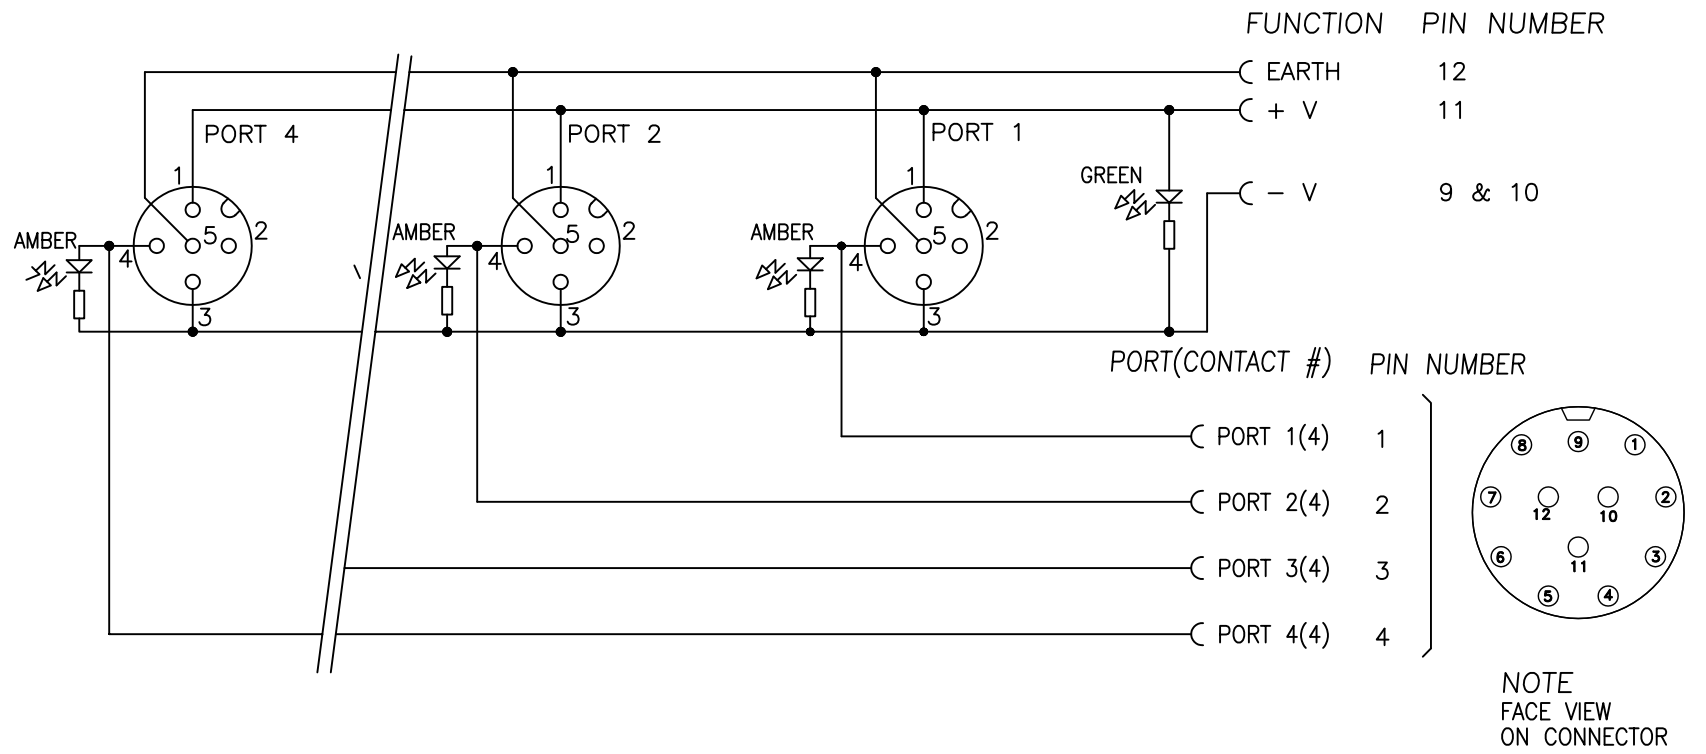 FUNCTION PIN NUMBER
EARTH 12
+ V 11
- V 9 & 10
PORT 4
PORT 2
PORT 1
1
2
3
4
5
1
2
3
4
5
1
2
3
4
5
AMBER
AMBER
AMBER
GREEN
PORT(CONTACT #) PIN NUMBER
PORT 1(4) 1
PORT 2(4) 2
PORT 3(4) 3
PORT 4(4) 4
8 9 1
7 12 10 2
6 11 3
5 4
NOTE
FACE VIEW
ON CONNECTOR